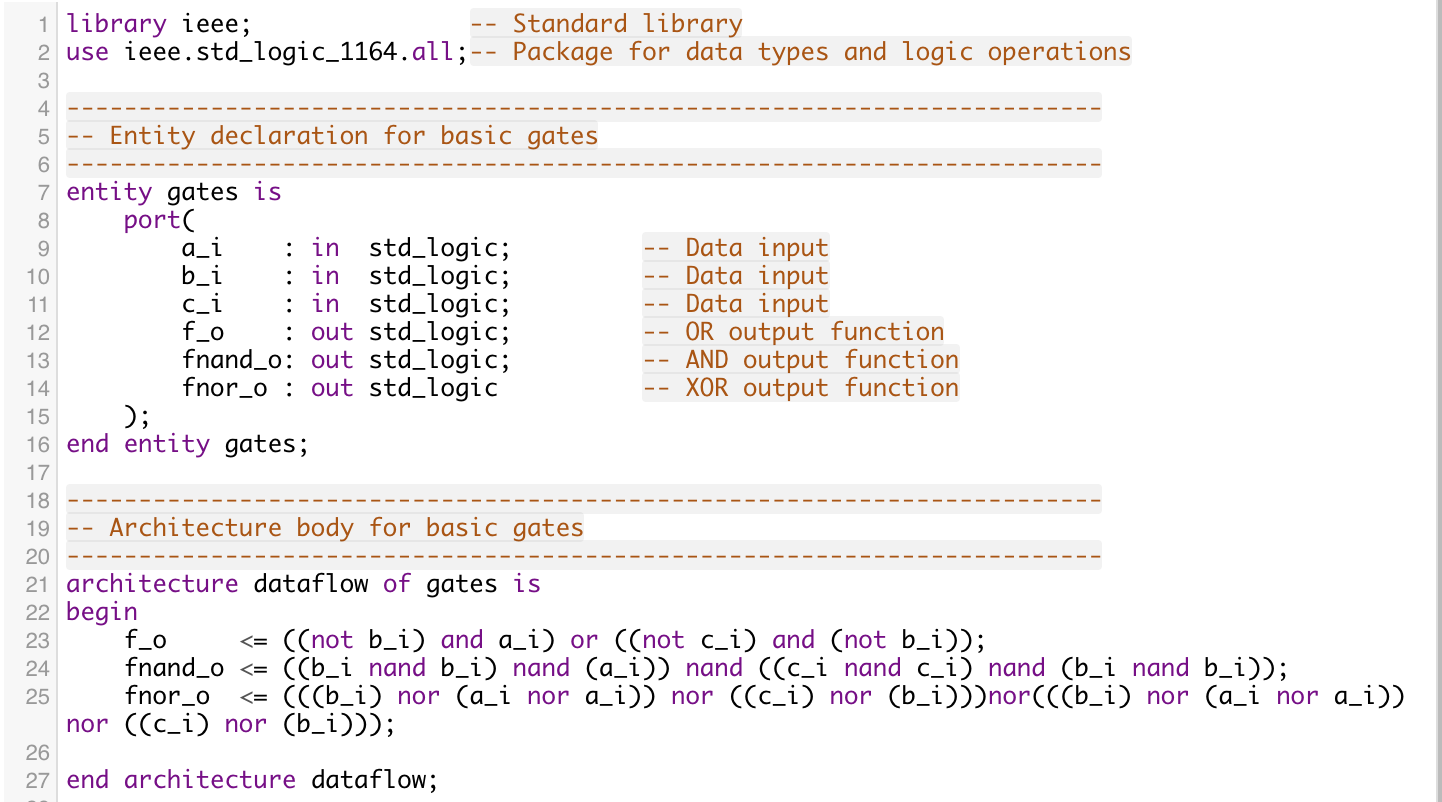 1 library ieee;               -- Standard library
2 use ieee.std_logic_1164.all;-- Package for data types and logic operations
3
4 ------------------------------------------------------------------------
5 -- Entity declaration for basic gates
6 ------------------------------------------------------------------------
7 entity gates is
8     port(
9         a_i    : in  std_logic;         -- Data input
10         b_i    : in  std_logic;         -- Data input
11         c_i    : in  std_logic;         -- Data input
12         f_o    : out std_logic;         -- OR output function
13         fnand_o: out std_logic;         -- AND output function
14         fnor_o : out std_logic          -- XOR output function
15     );
16 end entity gates;
17
18 ------------------------------------------------------------------------
19 -- Architecture body for basic gates
20 ------------------------------------------------------------------------
21 architecture dataflow of gates is
22 begin
23     f_o     <= ((not b_i) and a_i) or ((not c_i) and (not b_i));
24     fnand_o <= ((b_i nand b_i) nand (a_i)) nand ((c_i nand c_i) nand (b_i nand b_i));
25     fnor_o  <= (((b_i) nor (a_i nor a_i)) nor ((c_i) nor (b_i)))nor(((b_i) nor (a_i nor a_i))
nor ((c_i) nor (b_i)));
26
27 end architecture dataflow;